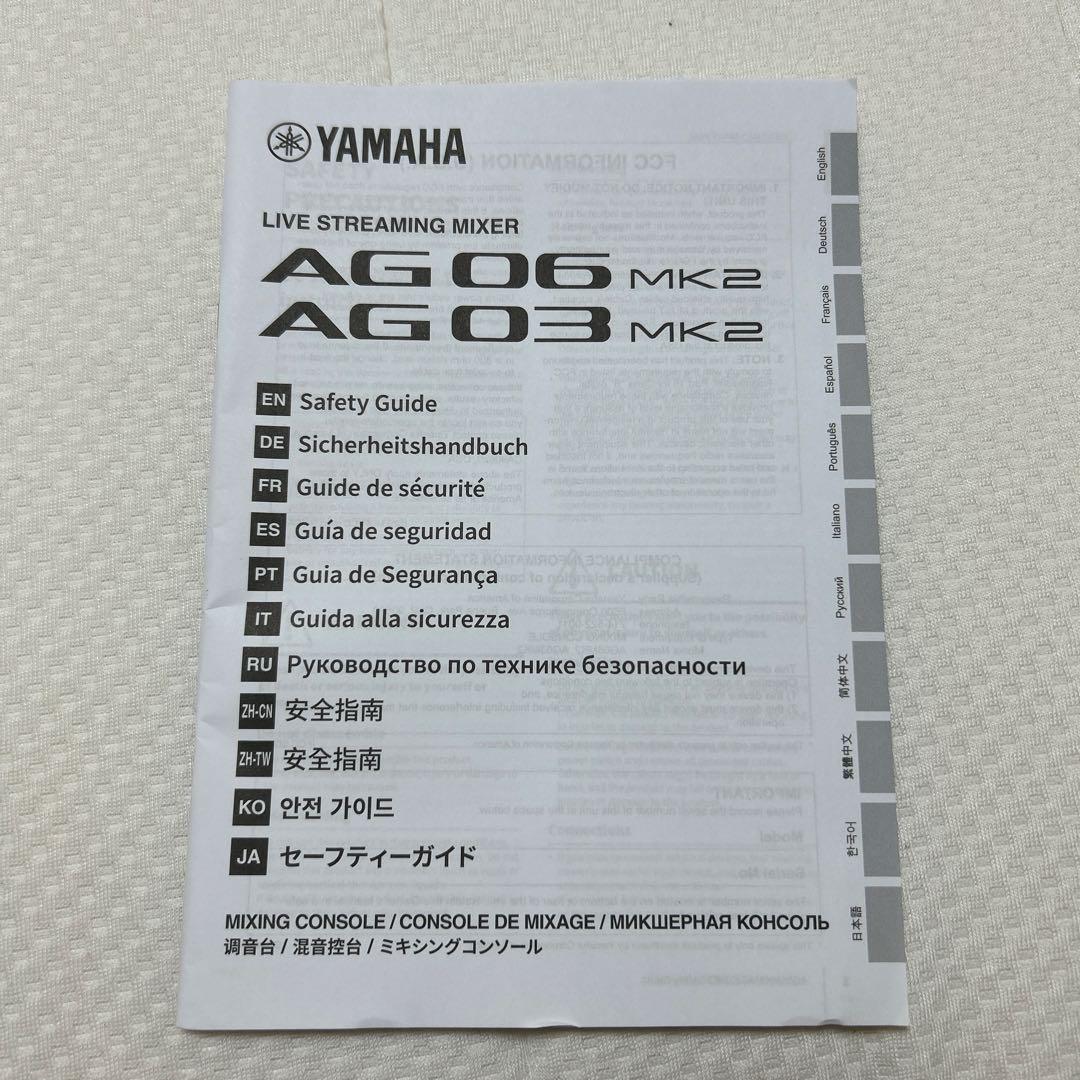 YAMAHA
LIVE STREAMING MIXER
AG06 MK2
AG03 MK2
EN Safety Guide
DE Sicherheitshandbuch
FR Guide de sécurité
ES Guía de seguridad
PT Guia de Segurança
IT Guida alla sicurezza
RU Руководство по технике безопасности
ZH-CN 安全指南
ZH-TW 安全指南
KO 안전 가이드
JA セーフティーガイド
MIXING CONSOLE / CONSOLE DE MIXAGE / МИКШЕРНАЯ КОНСОЛЬ
调音台 / 混音控台 / ミキシングコンソール
English
Deutsch
Français
Español
Português
Italiano
Русский
简体中文
繁體中文
한국어
日本語